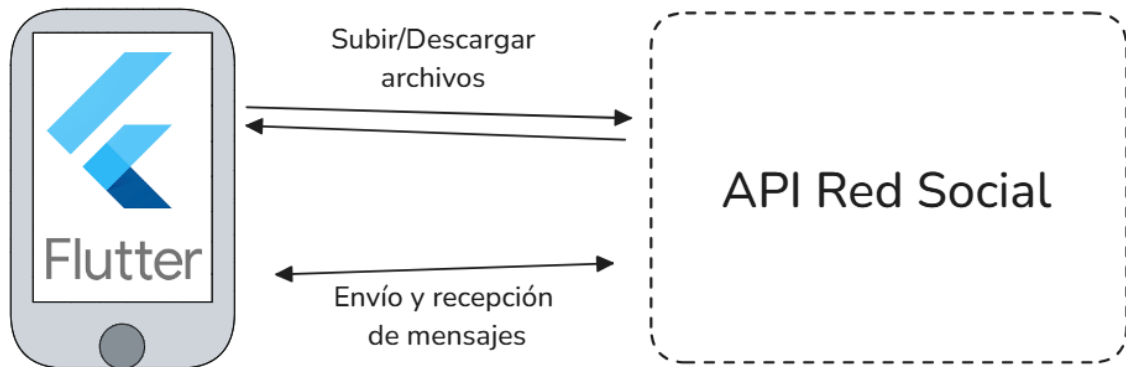 Subir/Descargar
archivos
Flutter
API Red Social
Envío y recepción
de mensajes